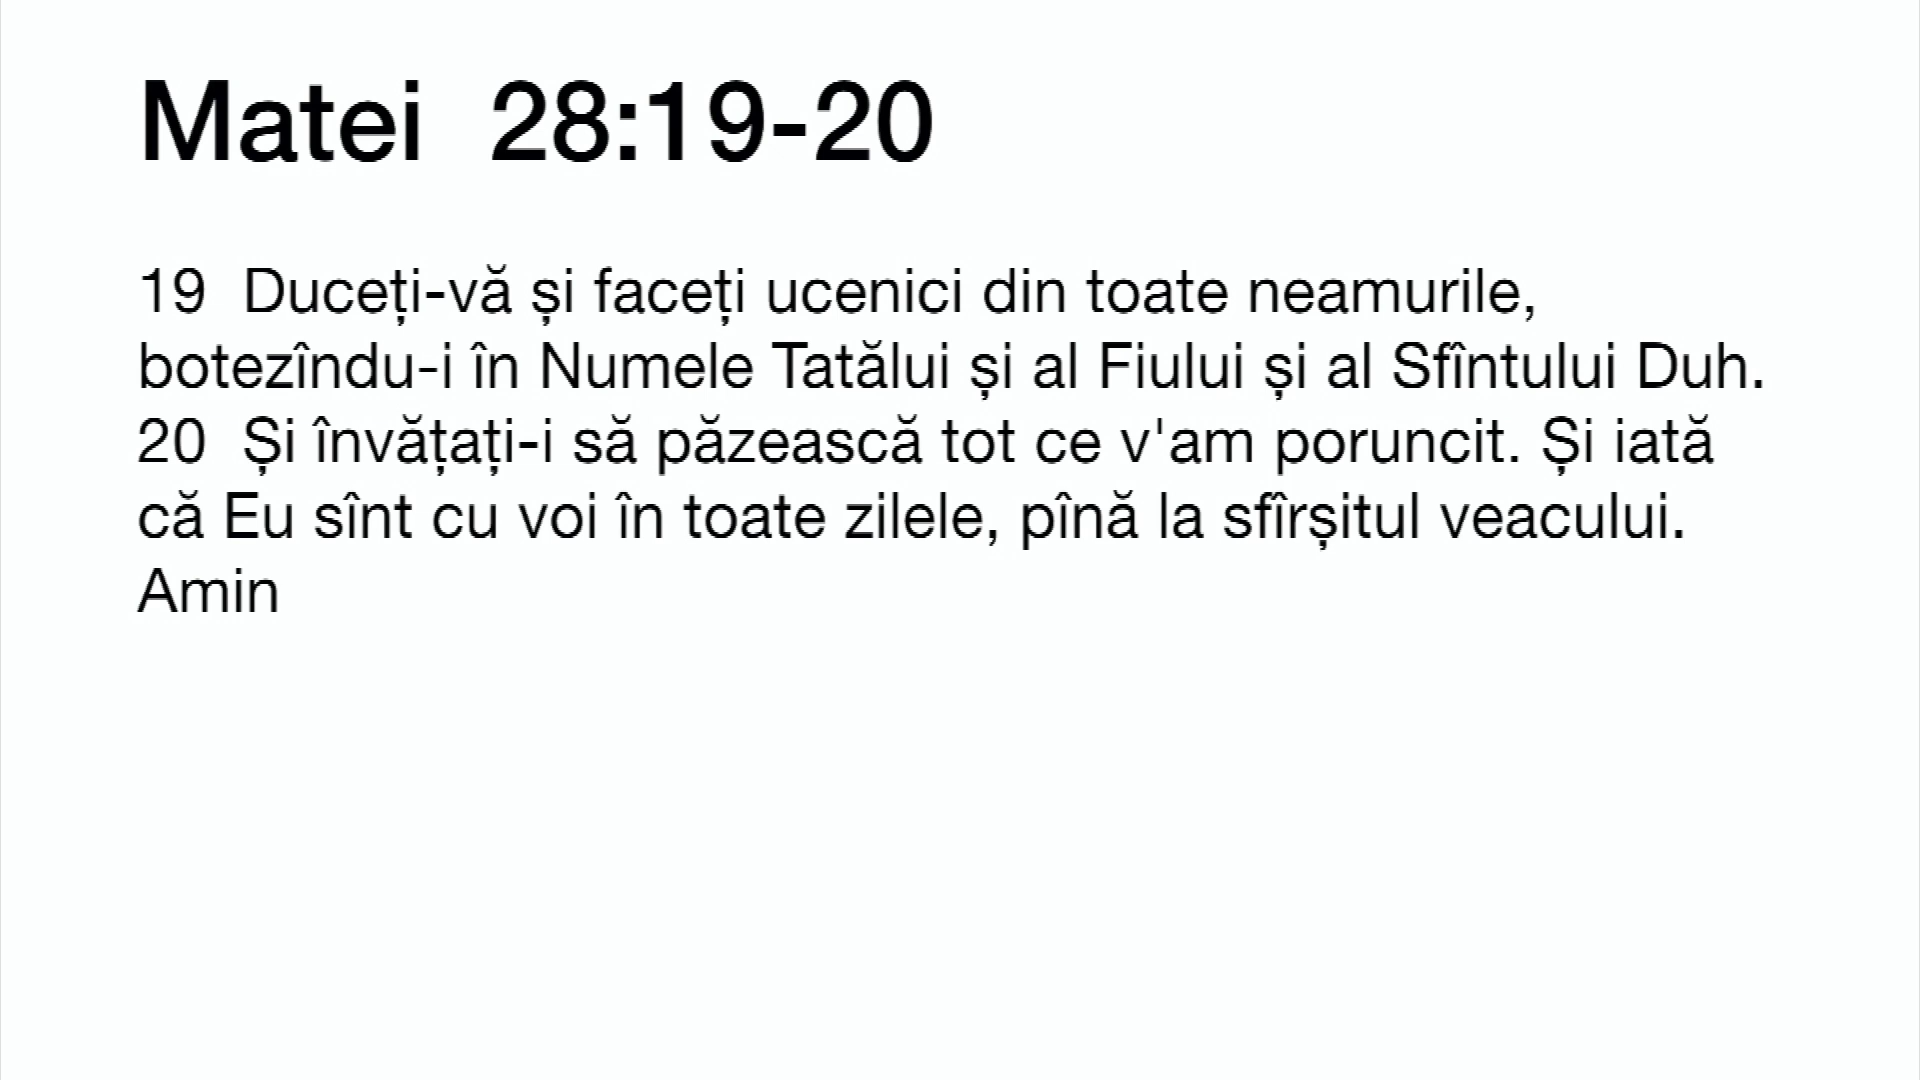 Matei 28:19-20
19 Duceți-vă și faceți ucenici din toate neamurile,
botezîndu-i în Numele Tatălui și al Fiului și al Sfîntului Duh.
20 Și învățați-i să păzească tot ce v'am poruncit. Și iată
că Eu sînt cu voi în toate zilele, pînă la sfîrșitul veacului.
Amin